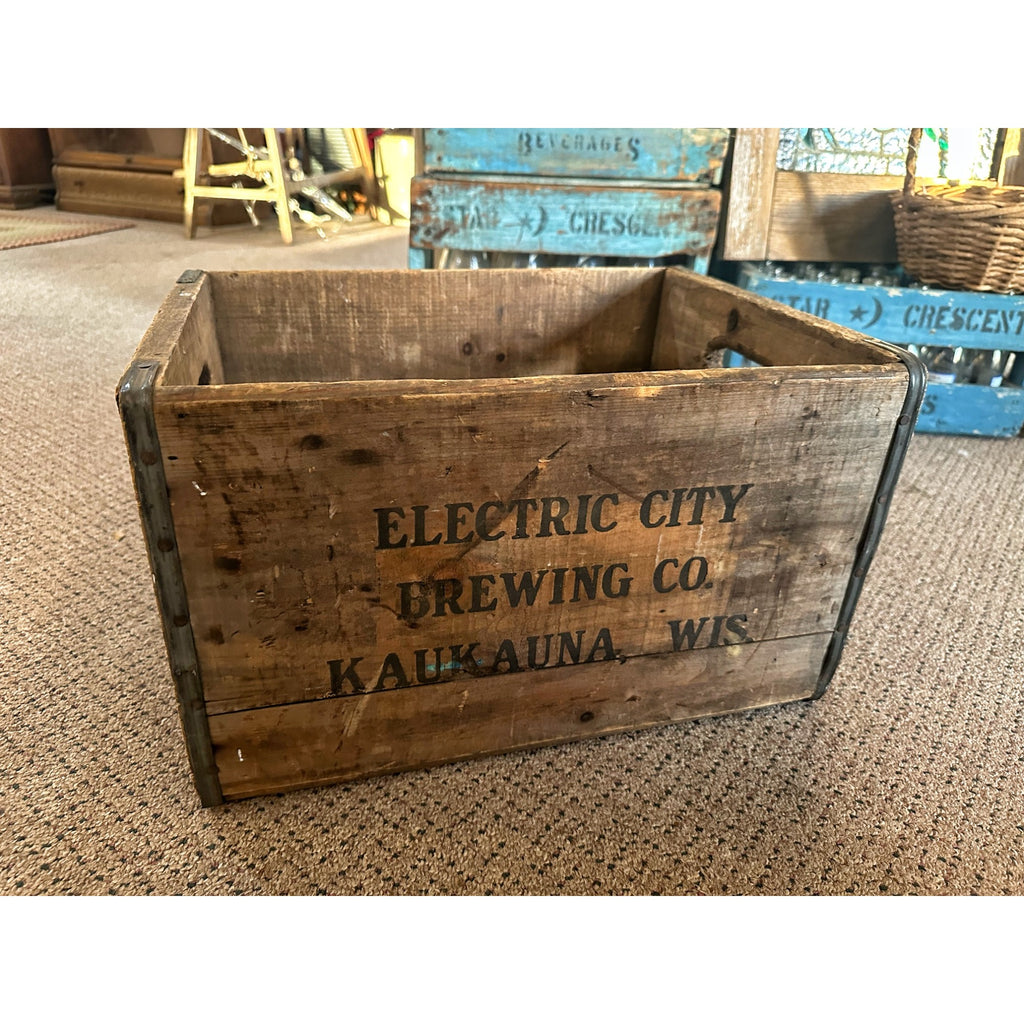 BEVERAGES
STAR CRESCENT
STAR CRESCENT
ELECTRIC CITY
BREWING CO.
KAUKAUNA, WIS.